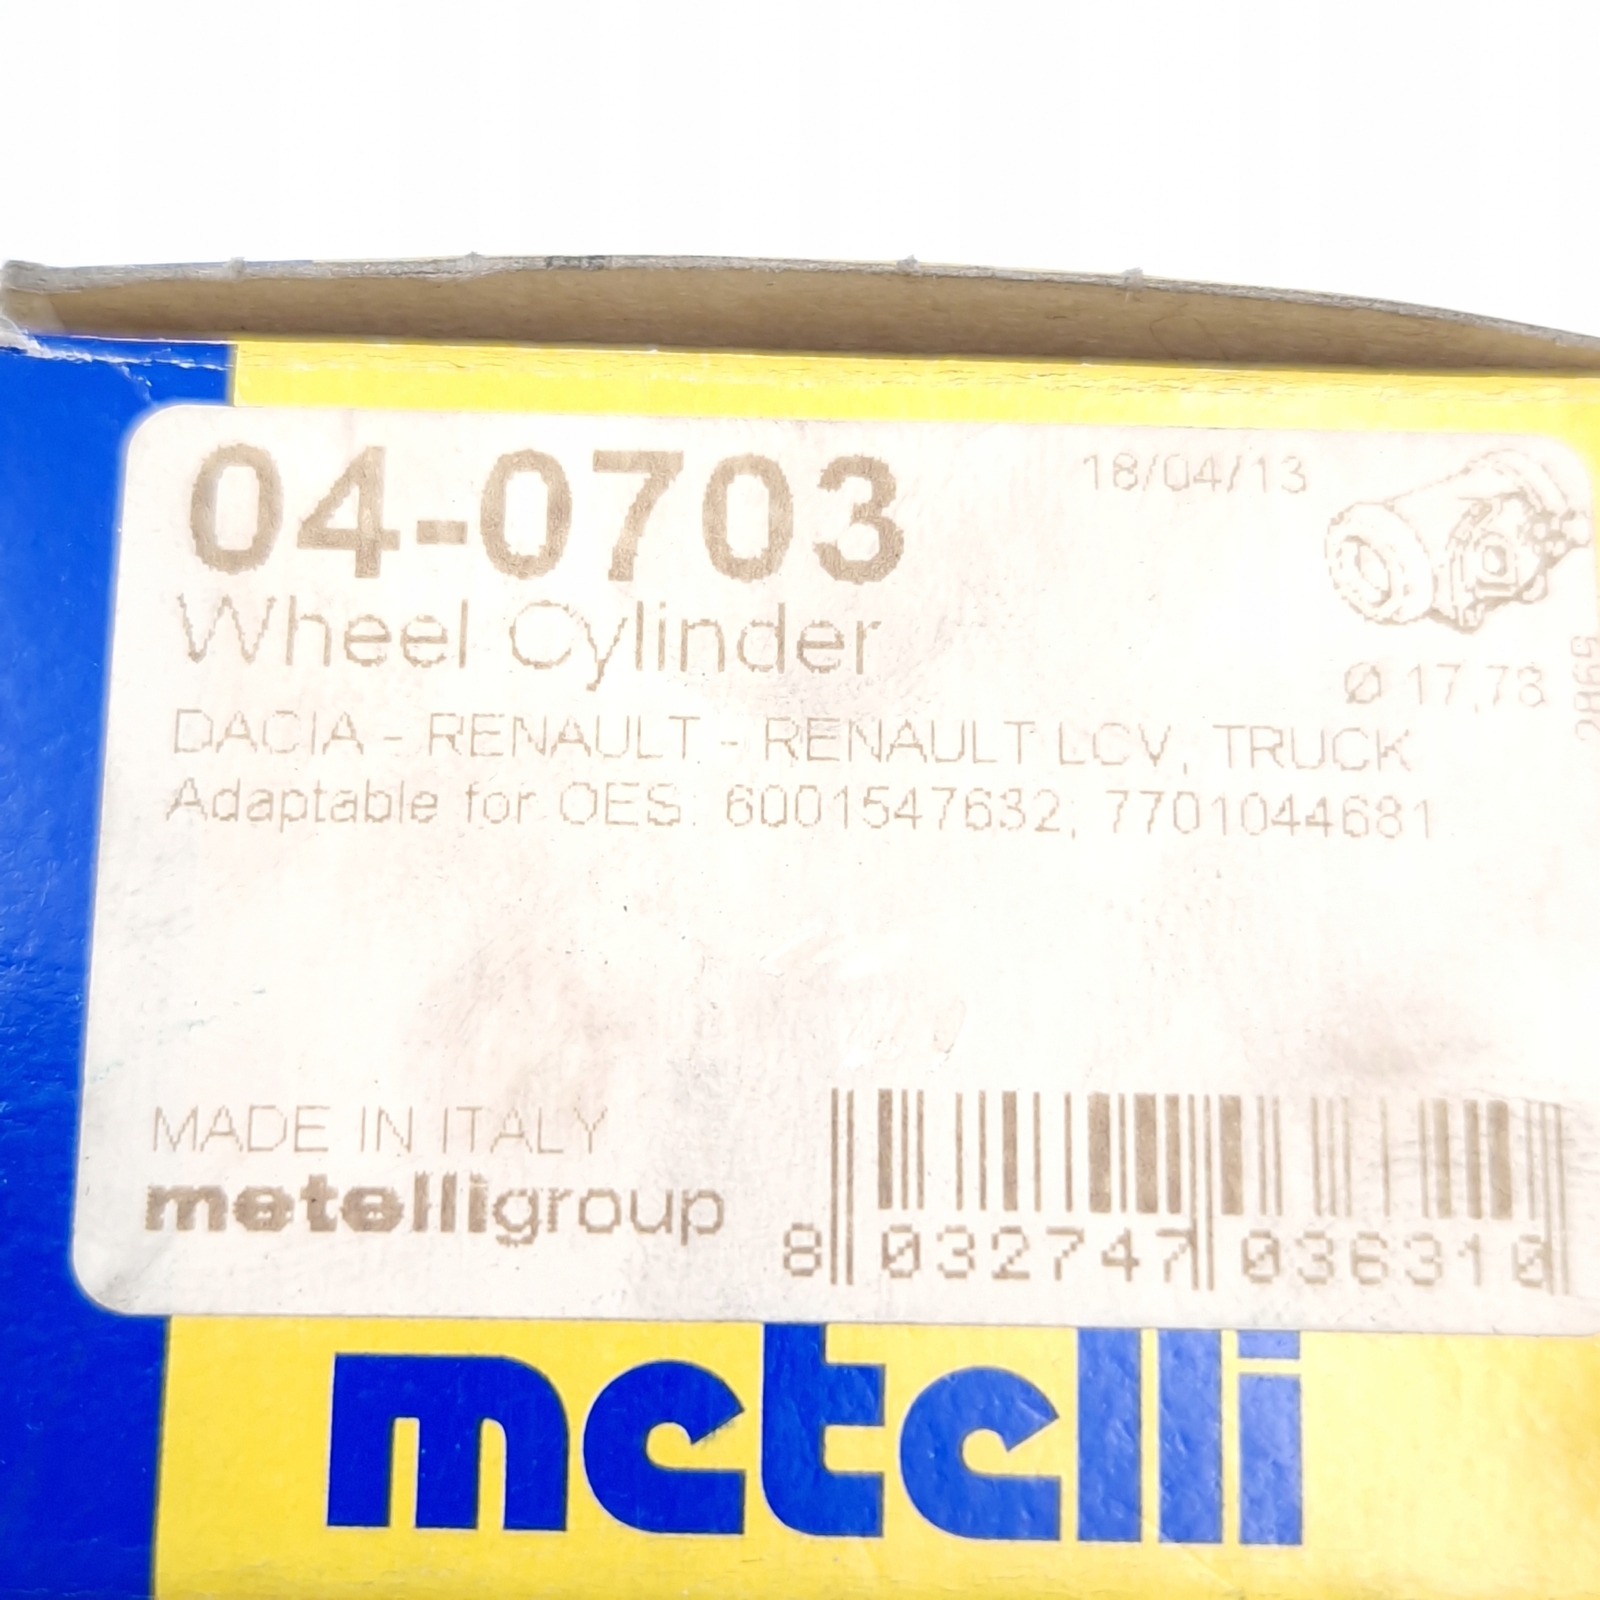 04-0703
18/04/13
Wheel Cylinder
Ø 17,78
2869
DACIA - RENAULT - RENAULT LCV, TRUCK
Adaptable for OES: 6001547632, 7701044681
MADE IN ITALY
metelligroup
8 032747 036310
metelli